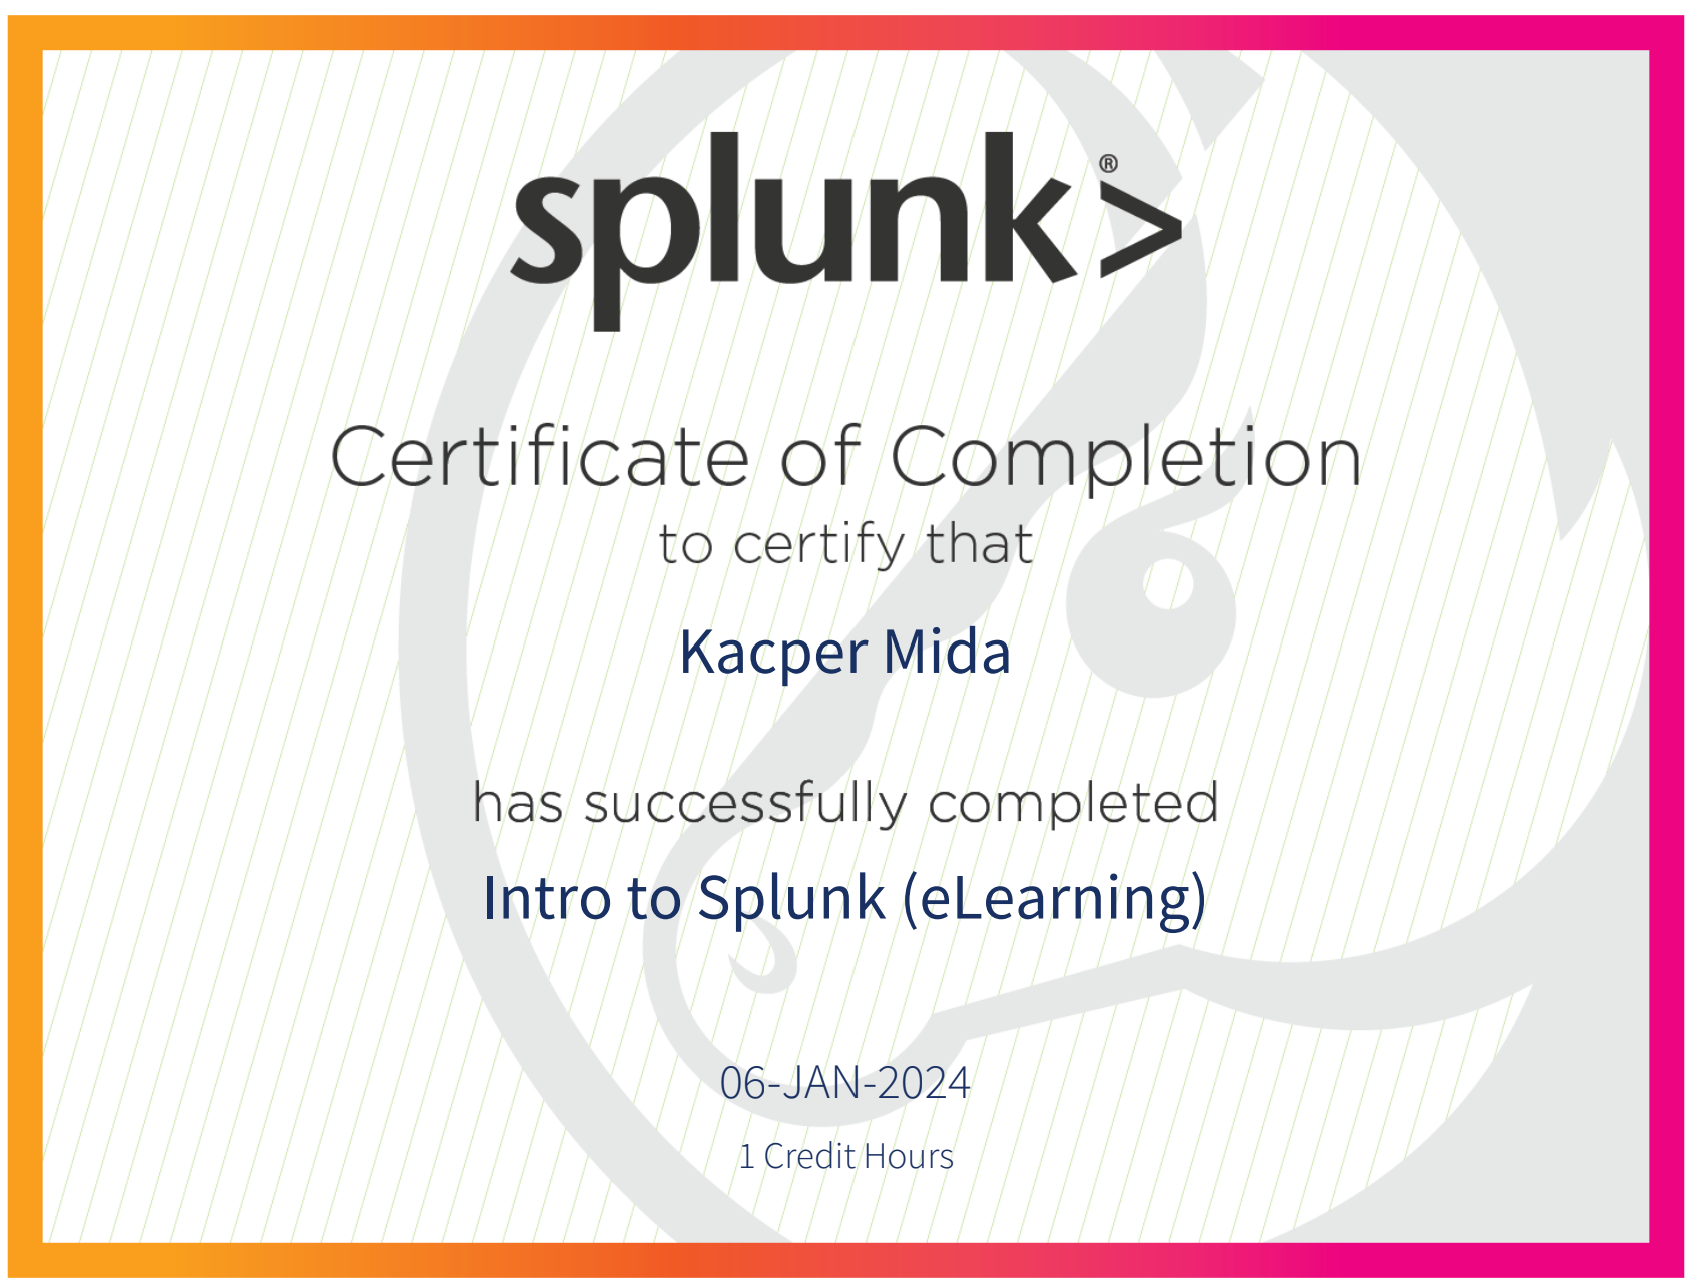 splunk>®
Certificate of Completion
to certify that
Kacper Mida
has successfully completed
Intro to Splunk (eLearning)
06-JAN-2024
1 Credit Hours